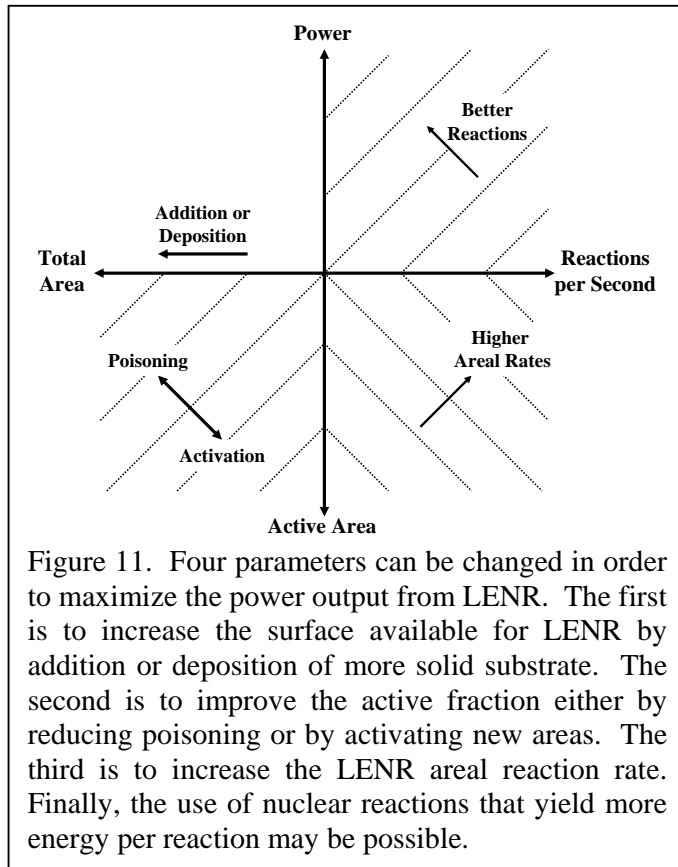 Power
Better
Reactions
Addition or
Deposition
Total
Area
Reactions
per Second
Higher
Areal Rates
Poisoning
Activation
Active Area
Figure 11. Four parameters can be changed in order
to maximize the power output from LENR. The first
is to increase the surface available for LENR by
addition or deposition of more solid substrate. The
second is to improve the active fraction either by
reducing poisoning or by activating new areas. The
third is to increase the LENR areal reaction rate.
Finally, the use of nuclear reactions that yield more
energy per reaction may be possible.